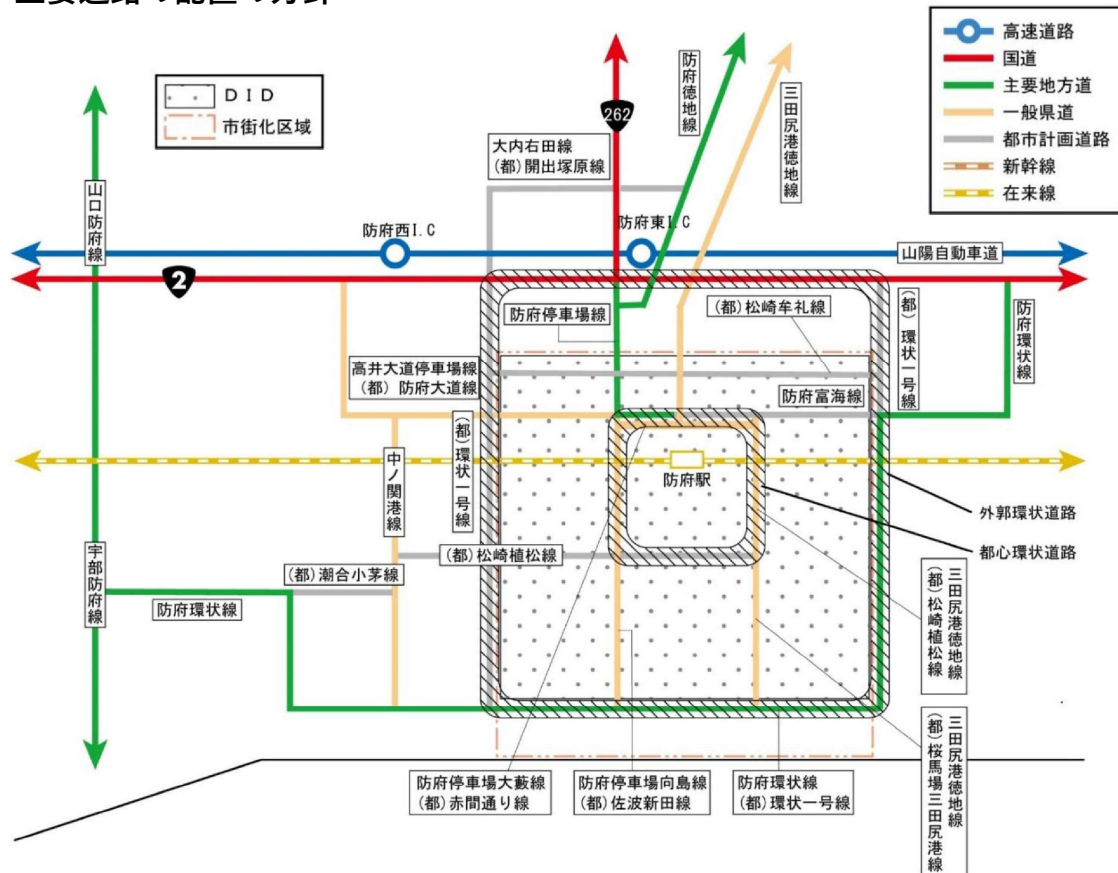 高速道路
国道
主要地方道
一般県道
都市計画道路
新幹線
在来線
DID
市街化区域
262
防府徳地線
三田尻港徳地線
大内右田線
(都)開出塚原線
山口防府線
防府西I.C
防府東I.C
山陽自動車道
2
防府停車場線
(都)松崎牟礼線
(都)環状一号線
防府環状線
高井大道停車場線
(都)防府大道線
防府富海線
(都)環状一号線
中ノ関港線
防府駅
外郭環状道路
都心環状道路
(都)松崎植松線
(都)潮合小茅線
宇部防府線
防府環状線
三田尻港徳地線
(都)松崎植松線
防府停車場大藪線
(都)赤間通り線
防府停車場向島線
(都)佐波新田線
防府環状線
(都)環状一号線
三田尻港徳地線
(都)桜馬場三田尻港線